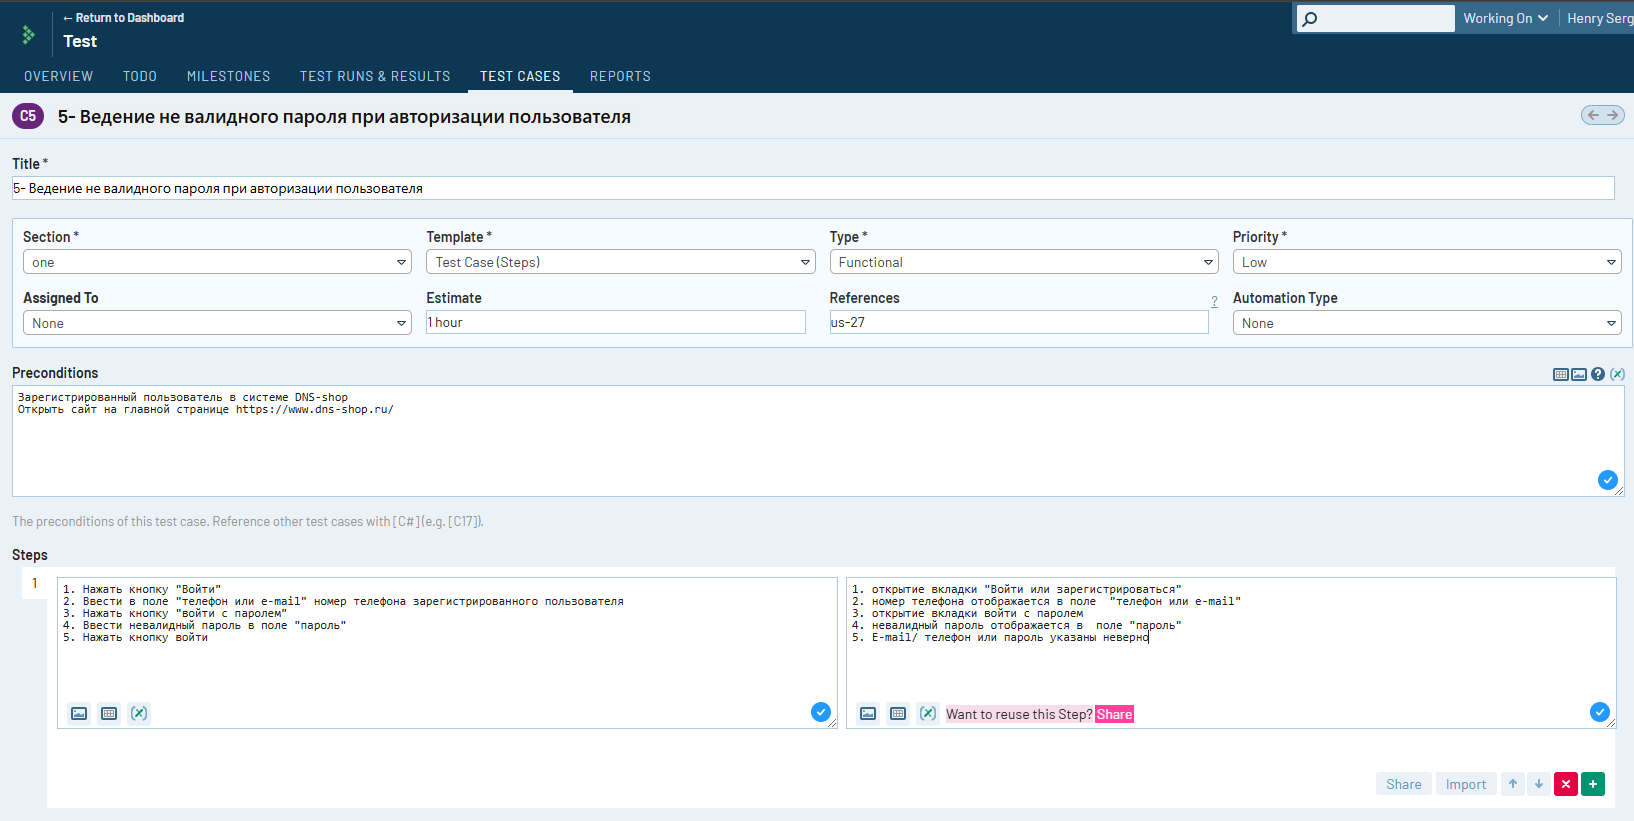 ← Return to Dashboard
Test
Working On
Henry Serg
OVERVIEW TODO MILESTONES TEST RUNS & RESULTS TEST CASES REPORTS
C5 5- Ведение не валидного пароля при авторизации пользователя
Title *
5- Ведение не валидного пароля при авторизации пользователя
Section * Template * Type * Priority *
one Test Case (Steps) Functional Low
Assigned To Estimate References ? Automation Type
None 1 hour us-27 None
Preconditions
Зарегистрированный пользователь в системе DNS-shop
Открыть сайт на главной странице https://www.dns-shop.ru/
The preconditions of this test case. Reference other test cases with [C#] (e.g. [C17]).
Steps
1
1. Нажать кнопку "Войти"
2. Ввести в поле "телефон или e-mail" номер телефона зарегистрированного пользователя
3. Нажать кнопку "войти с паролем"
4. Ввести невалидный пароль в поле "пароль"
5. Нажать кнопку войти
1. открытие вкладки "Войти или зарегистрироваться"
2. номер телефона отображается в поле  "телефон или e-mail"
3. открытие вкладки войти с паролем
4. невалидный пароль отображается в  поле "пароль"
5. E-mail/ телефон или пароль указаны неверно
Want to reuse this Step? Share
Share Import